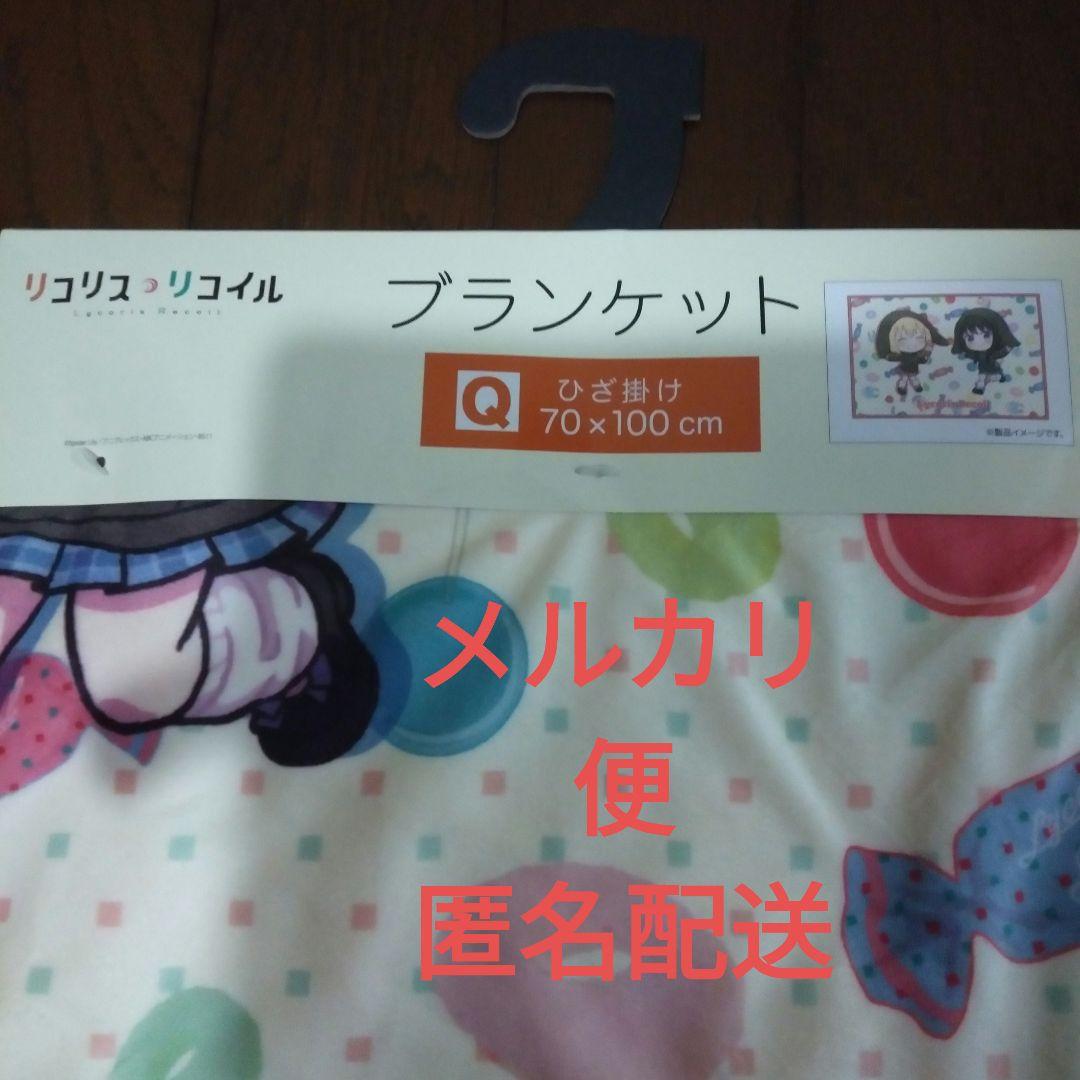 リコリス・リコイル
Lycoris Recoil
ブランケット
Q
ひざ掛け
70×100cm
LycorisRecoil
※製品イメージです。
メルカリ
便
匿名配送